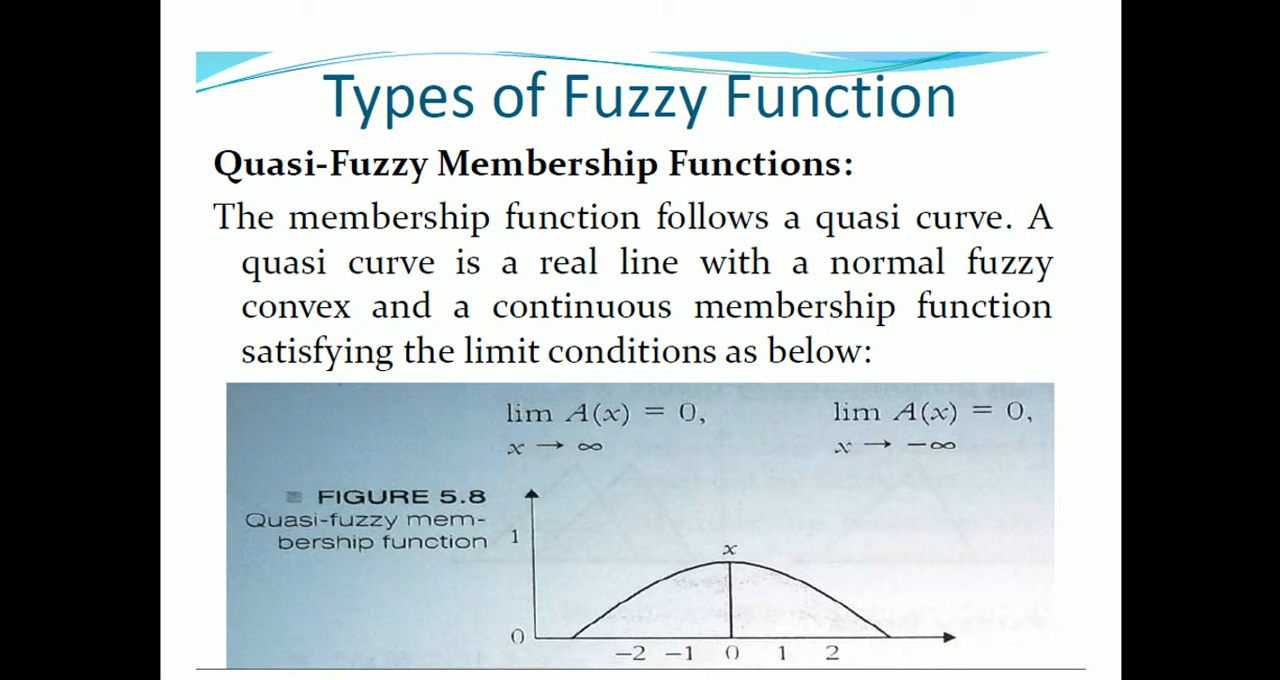 Types of Fuzzy Function
Quasi-Fuzzy Membership Functions:
The membership function follows a quasi curve. A
quasi curve is a real line with a normal fuzzy
convex and a continuous membership function
satisfying the limit conditions as below:
lim A(x) = 0, lim A(x) = 0,
x → ∞ x → −∞
FIGURE 5.8
Quasi-fuzzy mem-
bership function
1
x
0
−2 −1 0 1 2